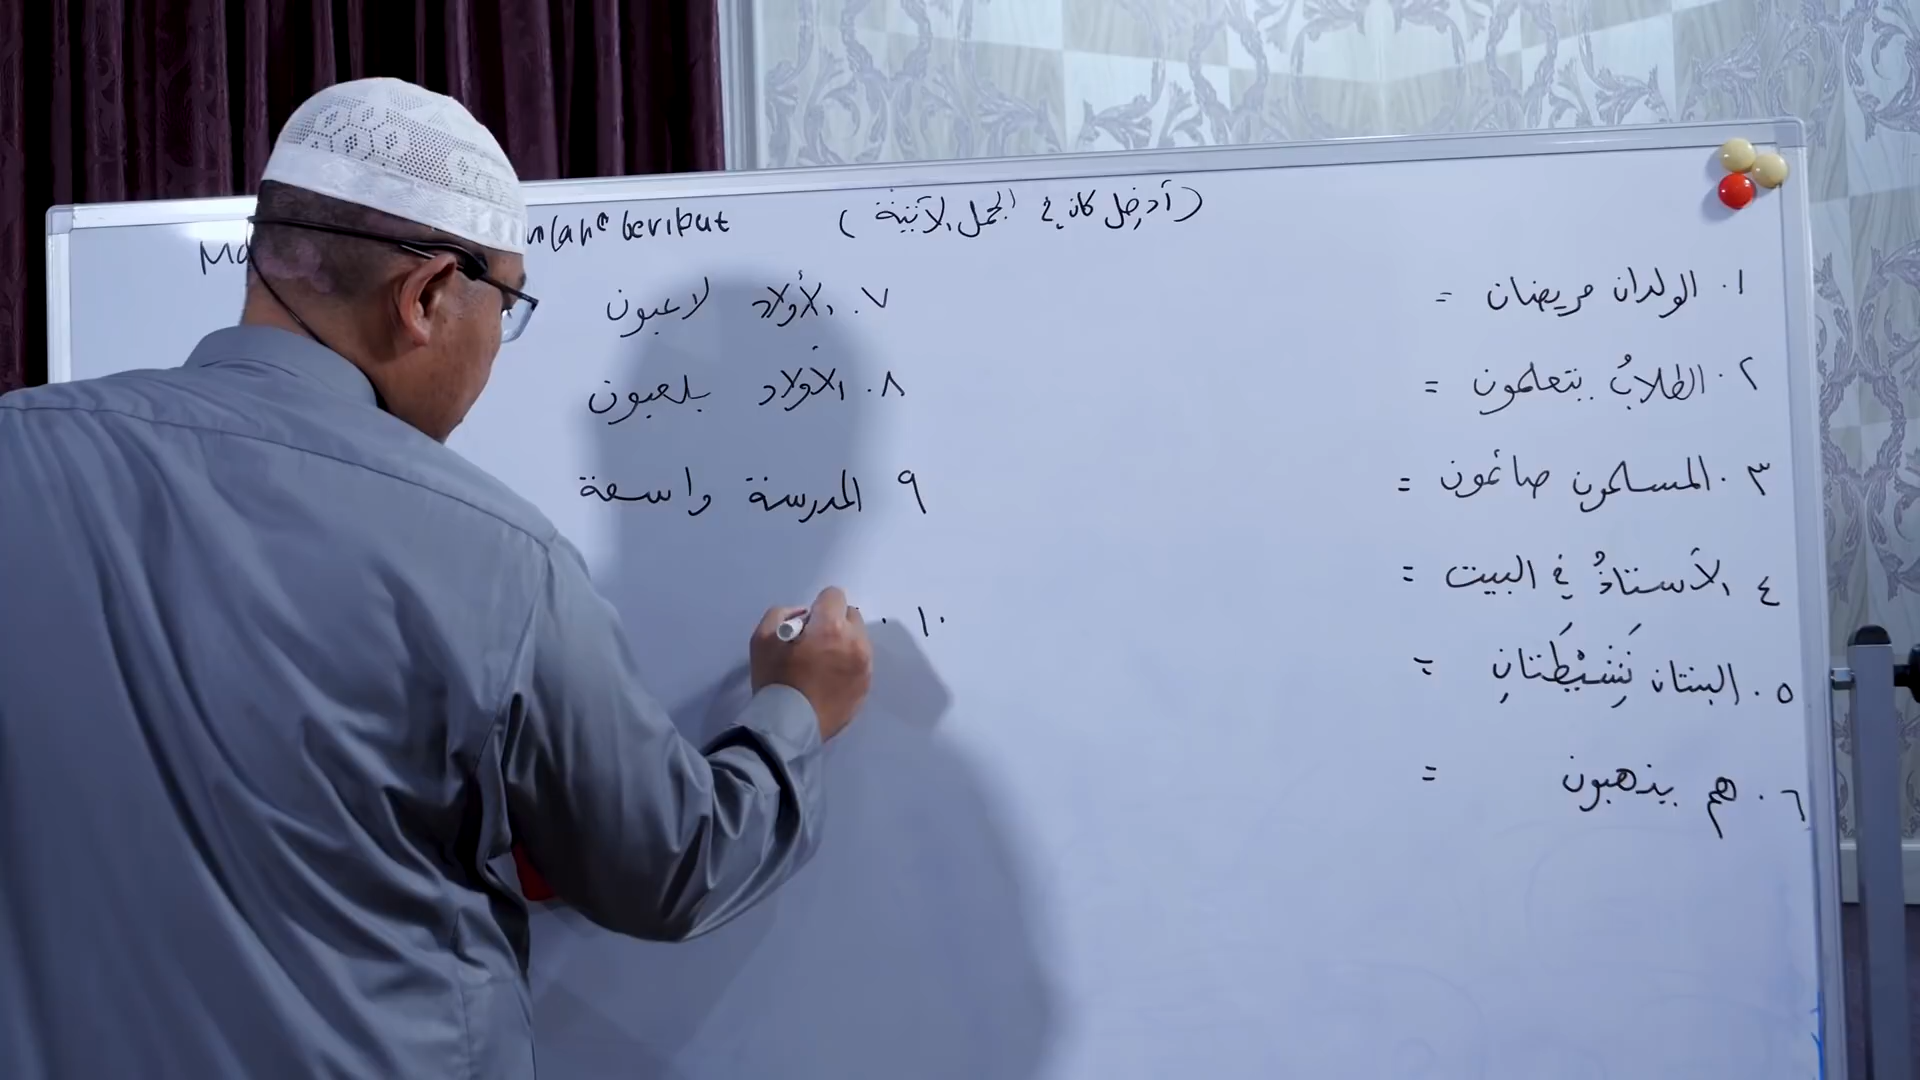 beribut (أدخل كان في الجمل الآتية)
١. الولدان مريضان =
٢. الطلابُ يتعلمون =
٣. المسلمون صائمون =
٤ الأستاذُ في البيت =
٥. البنتان نَشِيْطَتانِ =
٦. هم يذهبون =
٧. الأولاد لاعبون
٨. الأولاد يلعبون
٩ المدرسة واسعة
١٠.